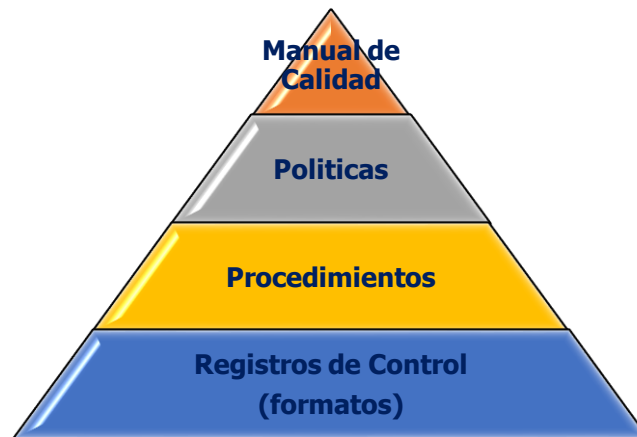 Manual de
Calidad
Politicas
Procedimientos
Registros de Control
(formatos)